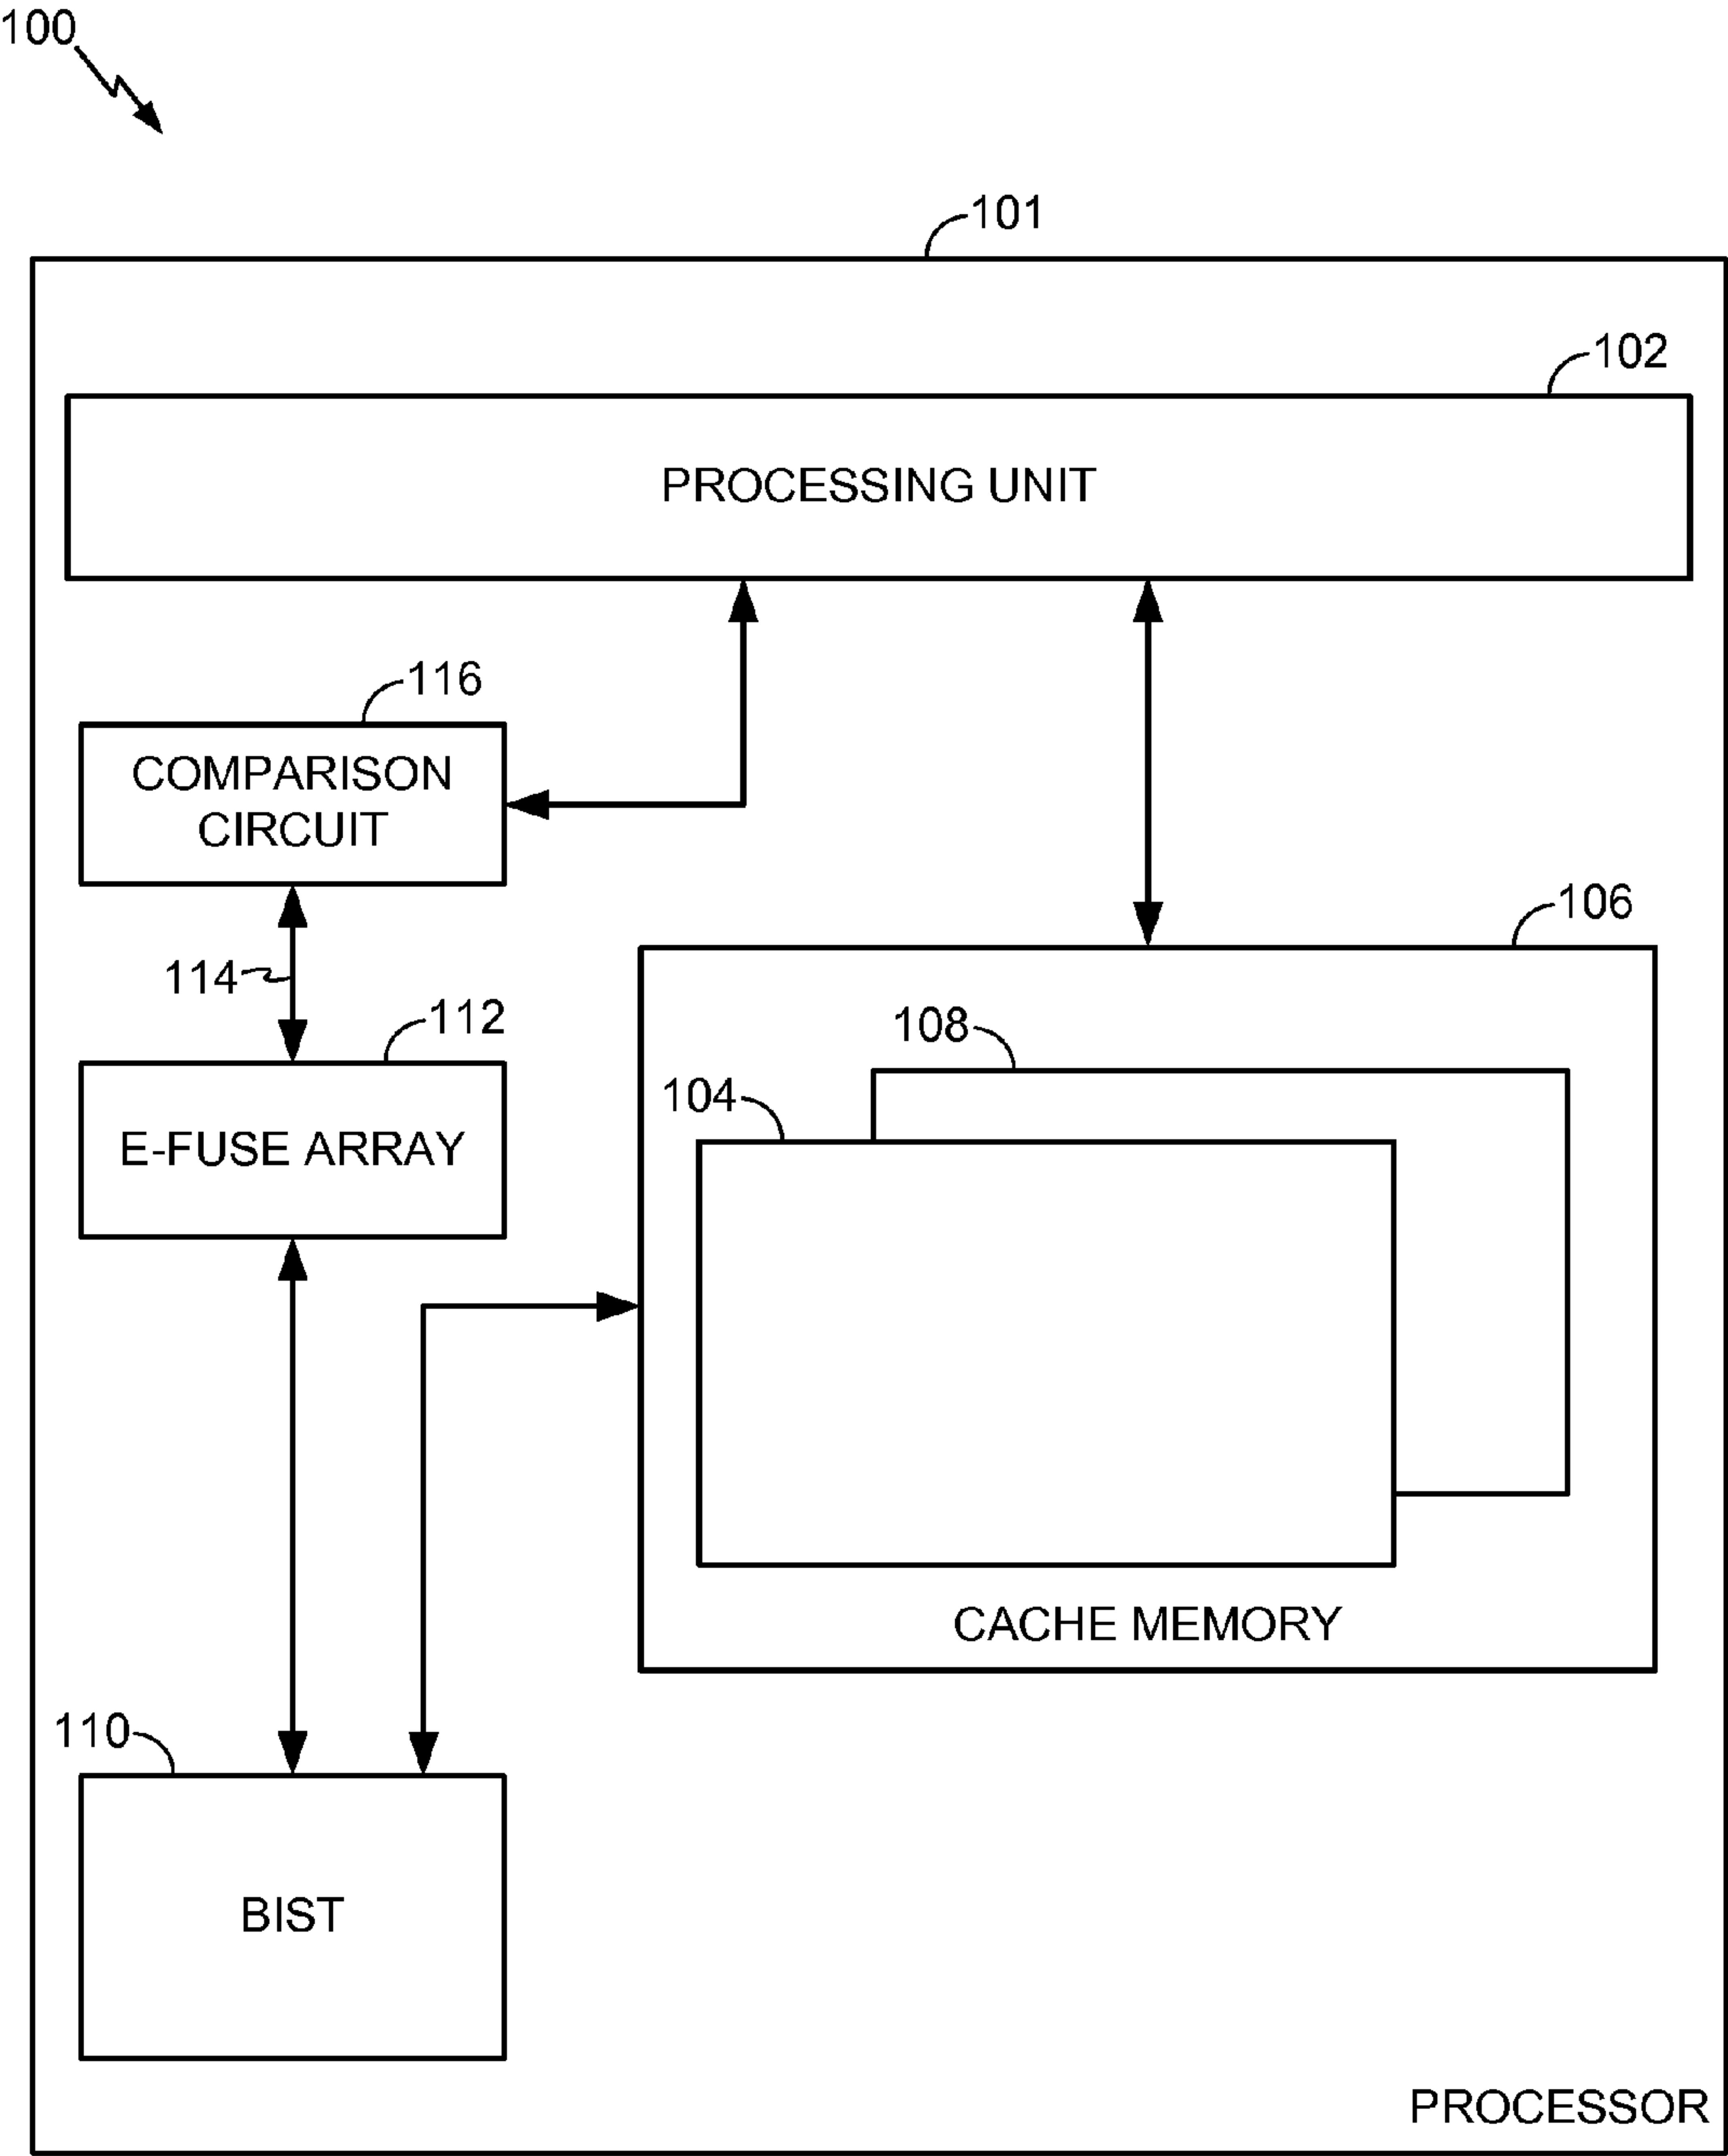 100
101
102
PROCESSING UNIT
116
COMPARISON
CIRCUIT
106
114
112
108
104
E-FUSE ARRAY
CACHE MEMORY
110
BIST
PROCESSOR